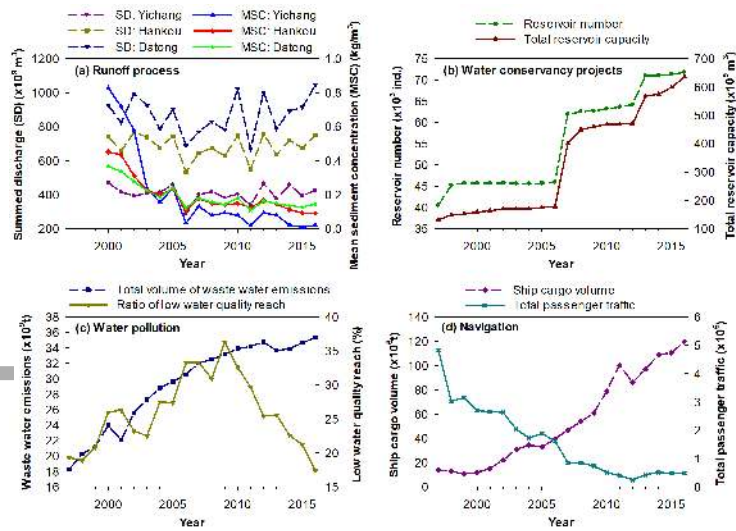 SD: Yichang MSC: Yichang
SD: Hankou MSC: Hankou
SD: Datong MSC: Datong
Reservoir number
Total reservoir capacity
(a) Runoff process
(b) Water conservancy projects
Summed discharge (SD) (x10⁹ m⁻³)
1200
1000
800
600
400
200
Mean sediment concentration (MSC) (kg/m³)
1.0
0.8
0.6
0.4
0.2
0.0
2000 2005 2010 2015
Year
Reservoir number (x10³ ind.)
75
70
65
60
55
50
45
40
35
Total reservoir capacity (x10⁹ m³)
700
600
500
400
300
200
100
2000 2005 2010 2015
Year
Total volume of waste water emissions
Ratio of low water quality reach
Ship cargo volume
Total passenger traffic
(c) Water pollution
(d) Navigation
Waste water emissions (x10⁹t)
38
36
34
32
30
28
26
24
22
20
18
16
Low water quality reach (%)
40
35
30
25
20
15
2000 2005 2010 2015
Year
Ship cargo volume (x10⁶t)
140
120
100
80
60
40
20
0
Total passenger traffic (x10⁶)
6
5
4
3
2
1
0
2000 2005 2010 2015
Year